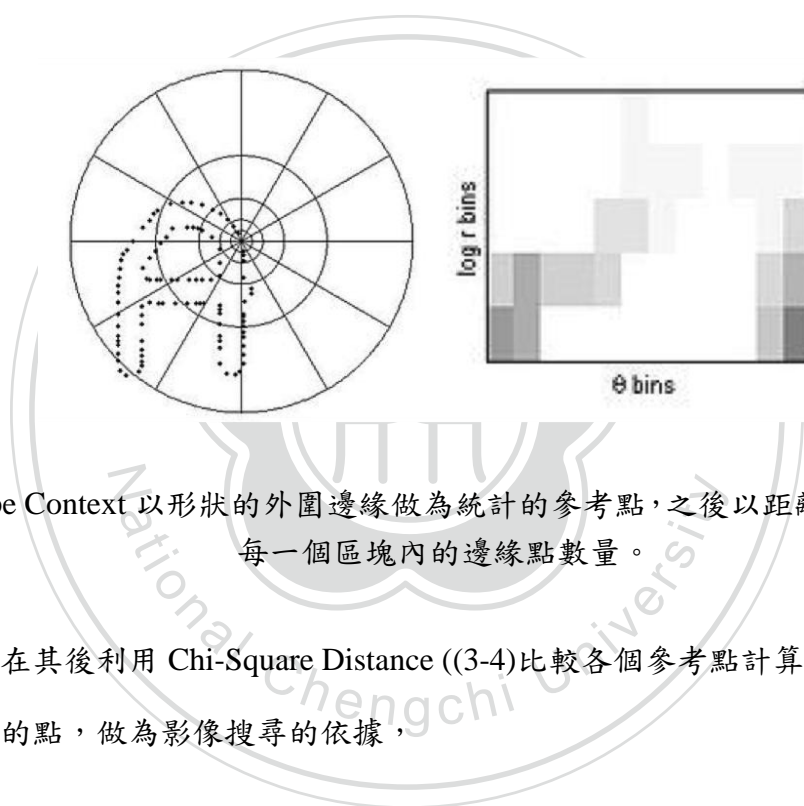 log r bins
θ bins
pe Context 以形狀的外圍邊緣做為統計的參考點，之後以距
每一個區塊內的邊緣點數量。
在其後利用 Chi-Square Distance ((3-4)比較各個參考點計算
的點，做為影像搜尋的依據，
National Chengchi Universi